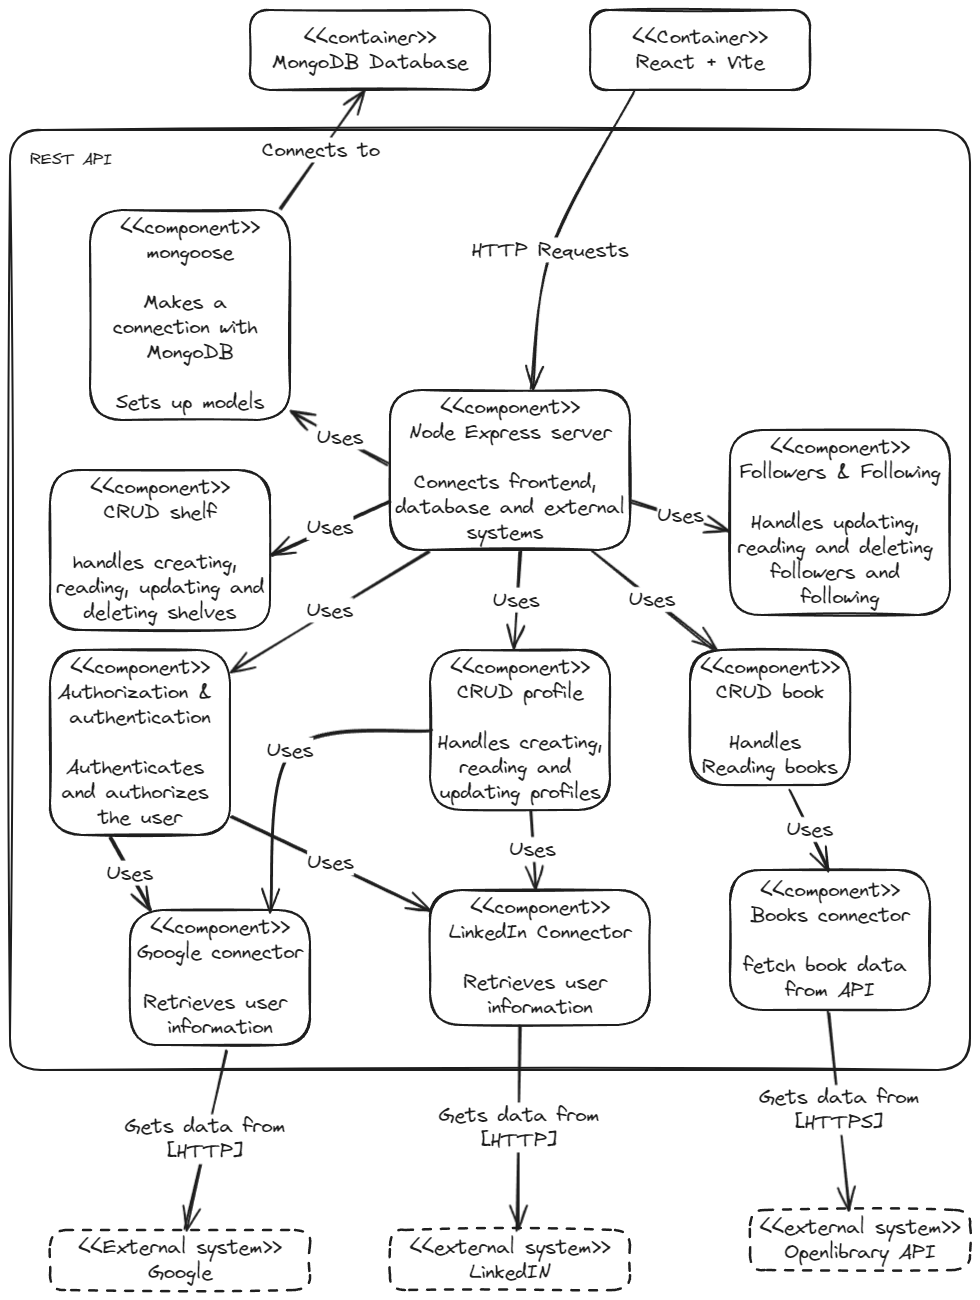 <<container>>
MongoDB Database
<<Container>>
React + Vite
REST API
Connects to
<<component>>
mongoose
Makes a
connection with
MongoDB
Sets up models
HTTP Requests
<<component>>
Node Express server
Connects frontend,
database and external
systems
Uses
Uses
Uses
Uses
Uses
Uses
<<component>>
Followers & Following
Handles updating,
reading and deleting
followers and
following
<<component>>
CRUD shelf
handles creating,
reading, updating and
deleting shelves
<<component>>
Authorization &
authentication
Authenticates
and authorizes
the user
<<component>>
CRUD profile
Handles creating,
reading and
updating profiles
<<component>>
CRUD book
Handles
Reading books
Uses
Uses
Uses
Uses
Uses
<<component>>
Google connector
Retrieves user
information
<<component>>
LinkedIn Connector
Retrieves user
information
<<component>>
Books connector
fetch book data
from API
Gets data from
[HTTP]
Gets data from
[HTTP]
Gets data from
[HTTPS]
<<External system>>
Google
<<external system>>
LinkedIN
<<external system>>
Openlibrary API